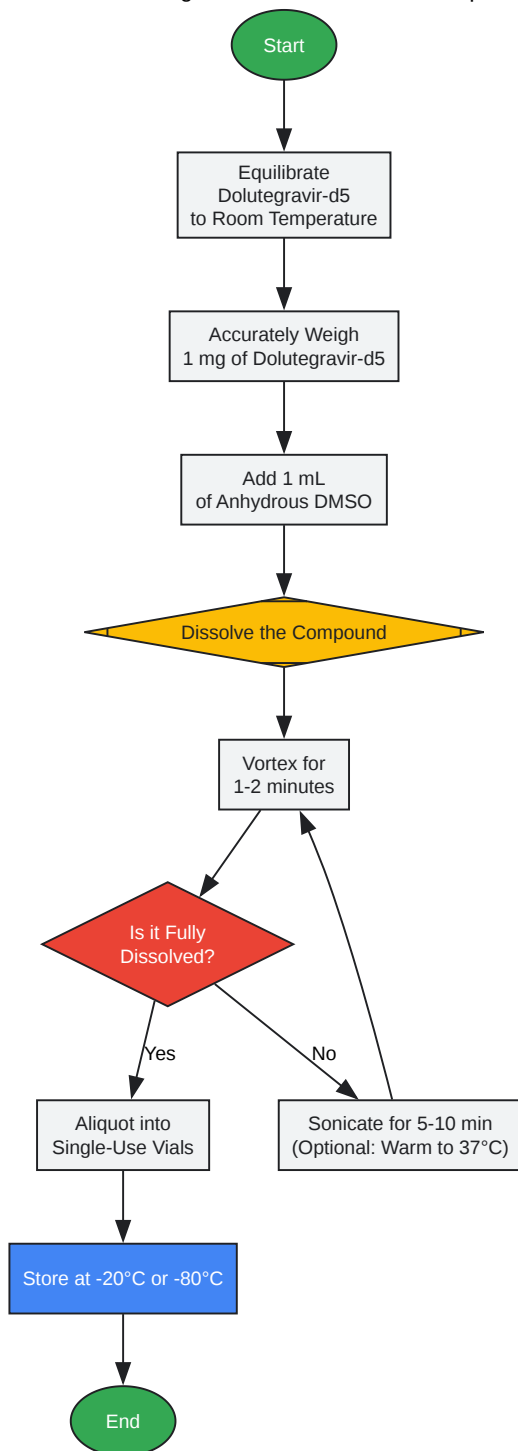 Start
Equilibrate
Dolutegravir-d5
to Room Temperature
Accurately Weigh
1 mg of Dolutegravir-d5
Add 1 mL
of Anhydrous DMSO
Dissolve the Compound
Vortex for
1-2 minutes
Is it Fully
Dissolved?
Yes
No
Aliquot into
Single-Use Vials
Sonicate for 5-10 min
(Optional: Warm to 37°C)
Store at -20°C or -80°C
End